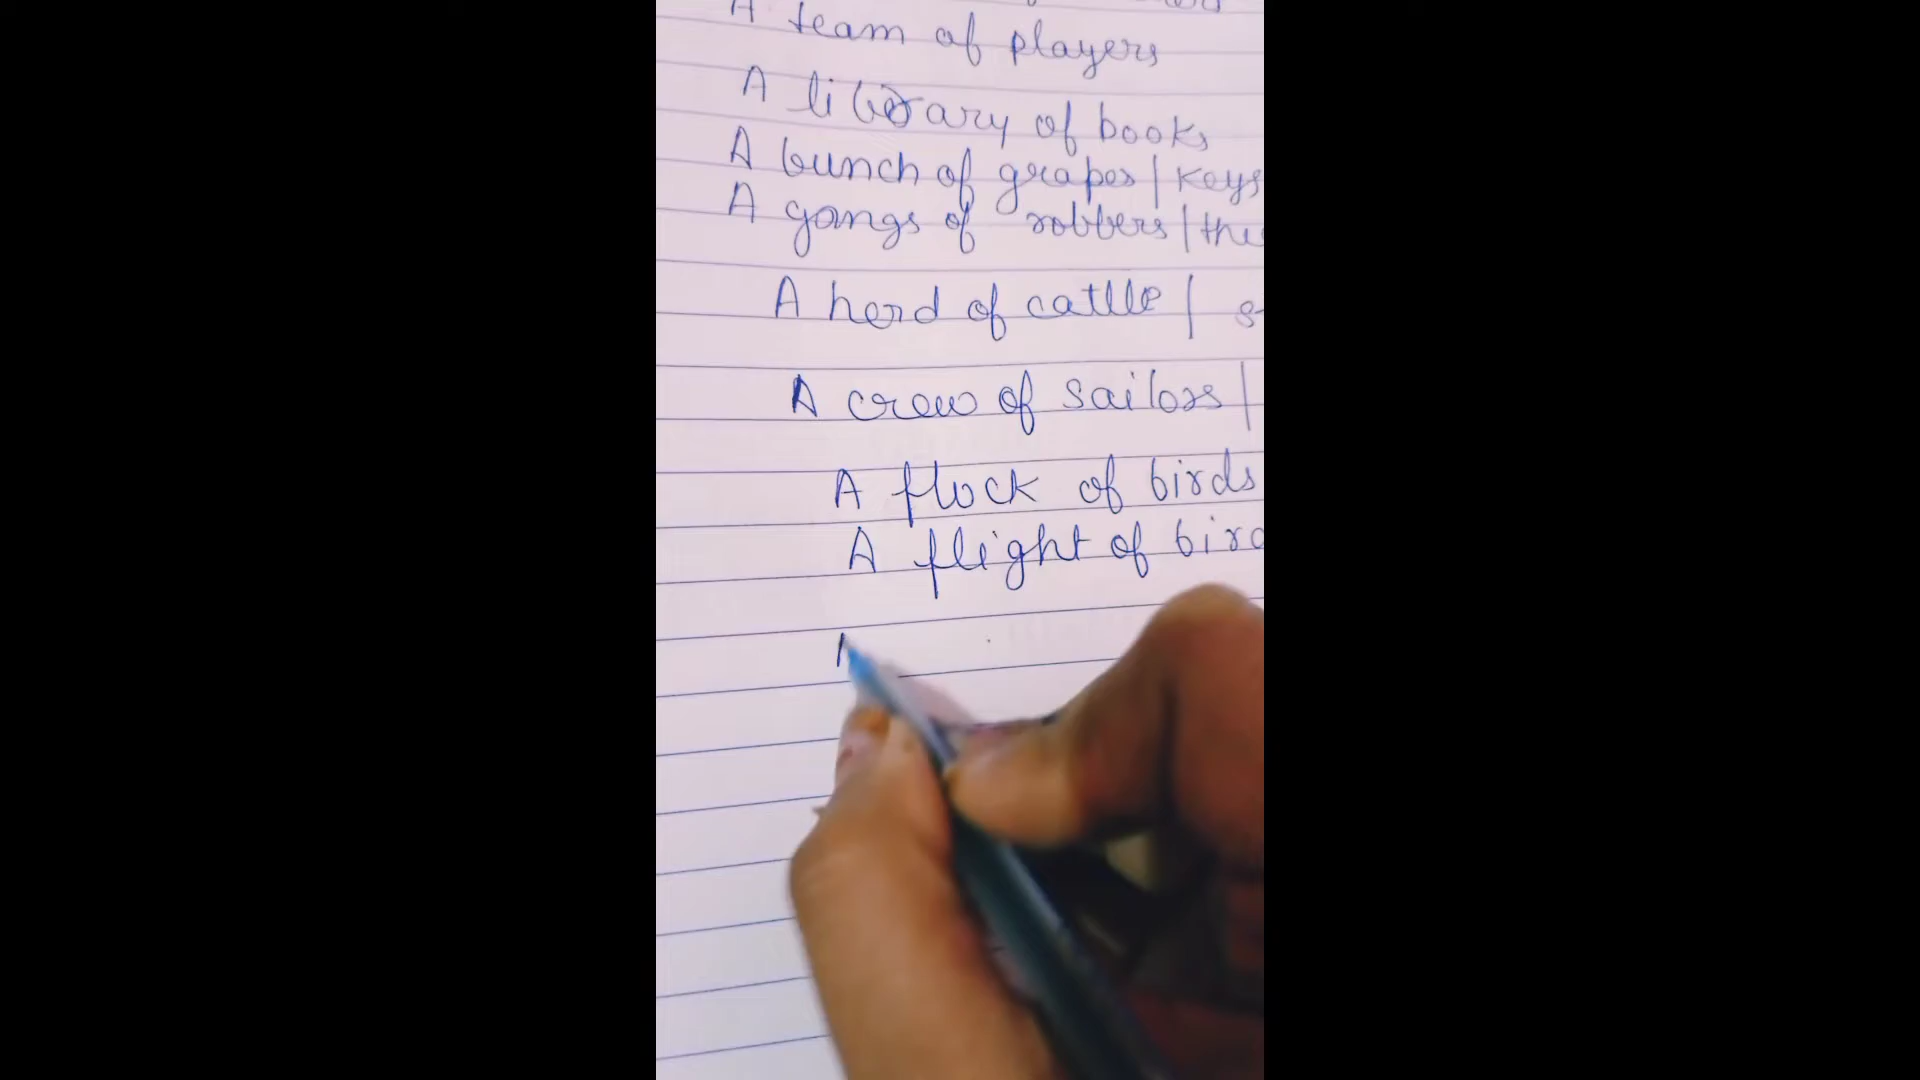 A team of players
A library of books
A bunch of grapes | keys
A gangs of robbers | the
A herd of cattle | s
A crew of sailors |
A flock of birds
A flight of bird